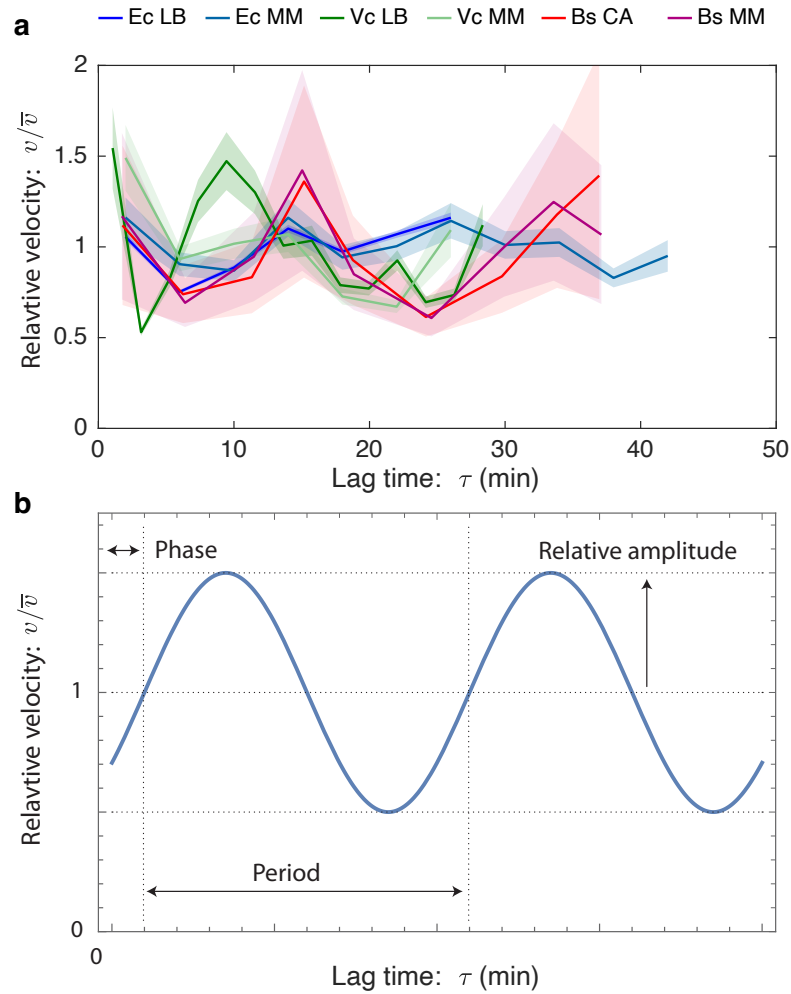 a
Ec LB Ec MM Vc LB Vc MM Bs CA Bs MM
2
1.5
1
0.5
0
Relavtive velocity: v/v̅
0 10 20 30 40 50
Lag time: τ (min)
b
Phase
Relative amplitude
1
Relavtive velocity: v/v̅
Period
0
0
Lag time: τ (min)